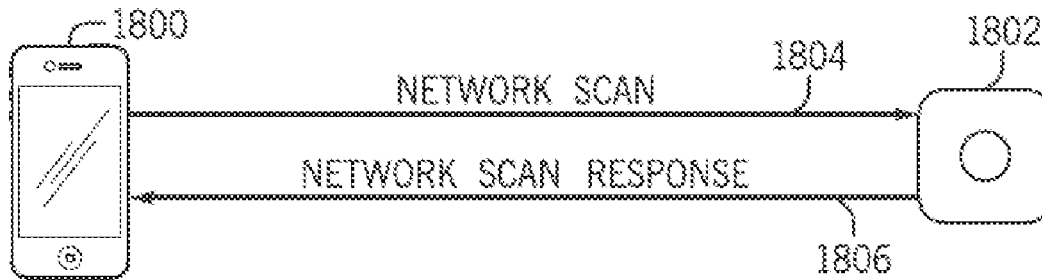 1800
1802
1804
NETWORK SCAN
NETWORK SCAN RESPONSE
1806